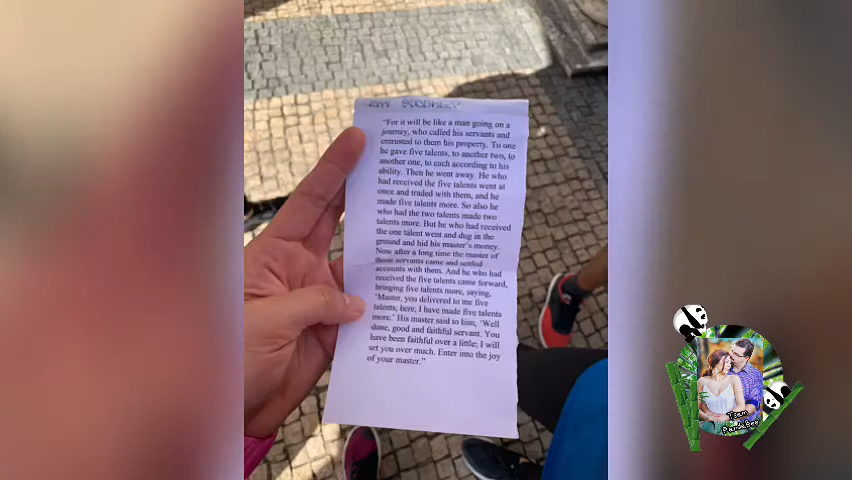 “For it will be like a man going on a
journey, who called his servants and
entrusted to them his property. To one
he gave five talents, to another two, to
another one, to each according to his
ability. Then he went away. He who
had received the five talents went at
once and traded with them, and he
made five talents more. So also he
who had the two talents made two
talents more. But he who had received
the one talent went and dug in the
ground and hid his master’s money.
Now after a long time the master of
those servants came and settled
accounts with them. And he who had
received the five talents came forward,
bringing five talents more, saying,
‘Master, you delivered to me five
talents; here, I have made five talents
more.’ His master said to him, ‘Well
done, good and faithful servant. You
have been faithful over a little; I will
set you over much. Enter into the joy
of your master.”
Team
PandaBee